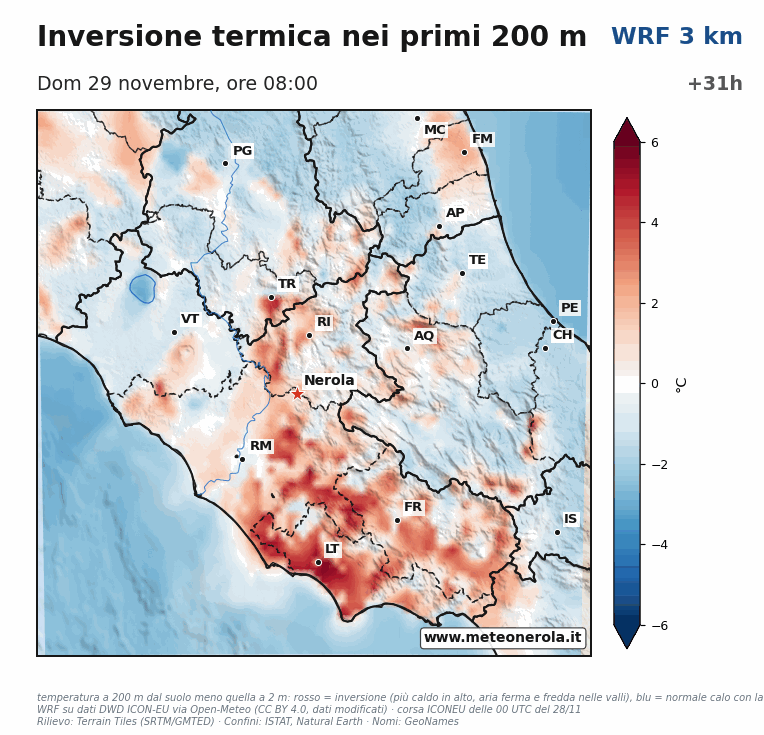 Inversione termica nei primi 200 m WRF 3 km
Dom 29 novembre, ore 08:00 +31h
MC
FM
PG
AP
TE
TR
PE
VT
RI
AQ
CH
Nerola
RM
FR
IS
LT
www.meteonerola.it
6
4
2
0
−2
−4
−6
°C
temperatura a 200 m dal suolo meno quella a 2 m: rosso = inversione (più caldo in alto, aria ferma e fredda nelle valli), blu = normale calo con la
WRF su dati DWD ICON-EU via Open-Meteo (CC BY 4.0, dati modificati) · corsa ICONEU delle 00 UTC del 28/11
Rilievo: Terrain Tiles (SRTM/GMTED) · Confini: ISTAT, Natural Earth · Nomi: GeoNames